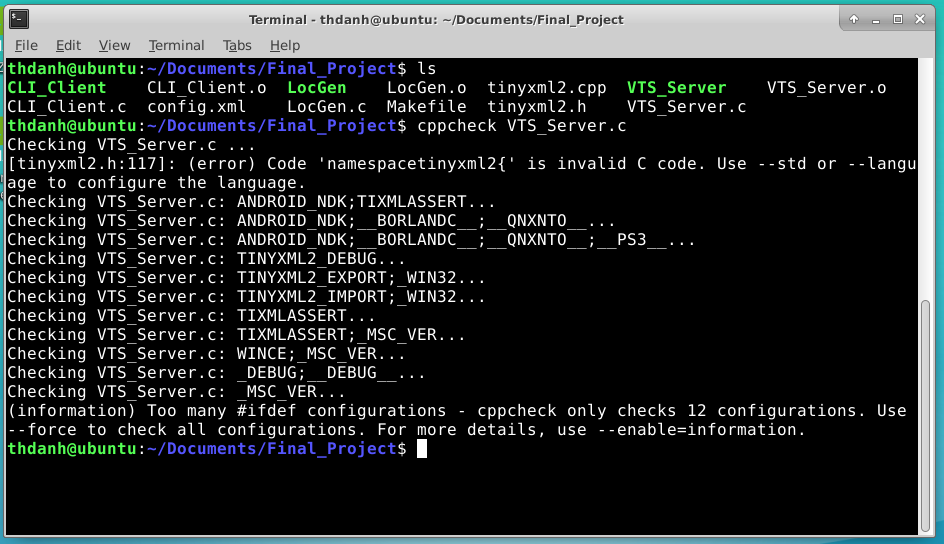 Terminal - thdanh@ubuntu: ~/Documents/Final_Project
File Edit View Terminal Tabs Help
thdanh@ubuntu:~/Documents/Final_Project$ ls
CLI_Client CLI_Client.o LocGen LocGen.o tinyxml2.cpp VTS_Server VTS_Server.o
CLI_Client.c config.xml LocGen.c Makefile tinyxml2.h VTS_Server.c
thdanh@ubuntu:~/Documents/Final_Project$ cppcheck VTS_Server.c
Checking VTS_Server.c ...
[tinyxml2.h:117]: (error) Code 'namespacetinyxml2{' is invalid C code. Use --std or --langu
age to configure the language.
Checking VTS_Server.c: ANDROID_NDK;TIXMLASSERT...
Checking VTS_Server.c: ANDROID_NDK;__BORLANDC__;__QNXNTO__...
Checking VTS_Server.c: ANDROID_NDK;__BORLANDC__;__QNXNTO__;__PS3__...
Checking VTS_Server.c: TINYXML2_DEBUG...
Checking VTS_Server.c: TINYXML2_EXPORT;_WIN32...
Checking VTS_Server.c: TINYXML2_IMPORT;_WIN32...
Checking VTS_Server.c: TIXMLASSERT...
Checking VTS_Server.c: TIXMLASSERT;_MSC_VER...
Checking VTS_Server.c: WINCE;_MSC_VER...
Checking VTS_Server.c: _DEBUG;__DEBUG__...
Checking VTS_Server.c: _MSC_VER...
(information) Too many #ifdef configurations - cppcheck only checks 12 configurations. Use
--force to check all configurations. For more details, use --enable=information.
thdanh@ubuntu:~/Documents/Final_Project$